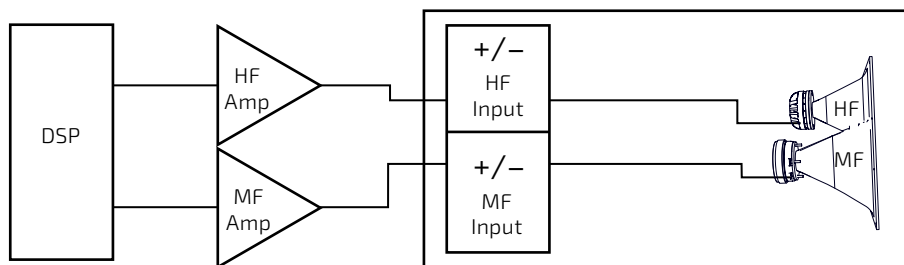 DSP
HF
Amp
MF
Amp
+/–
HF
Input
+/–
MF
Input
HF
MF